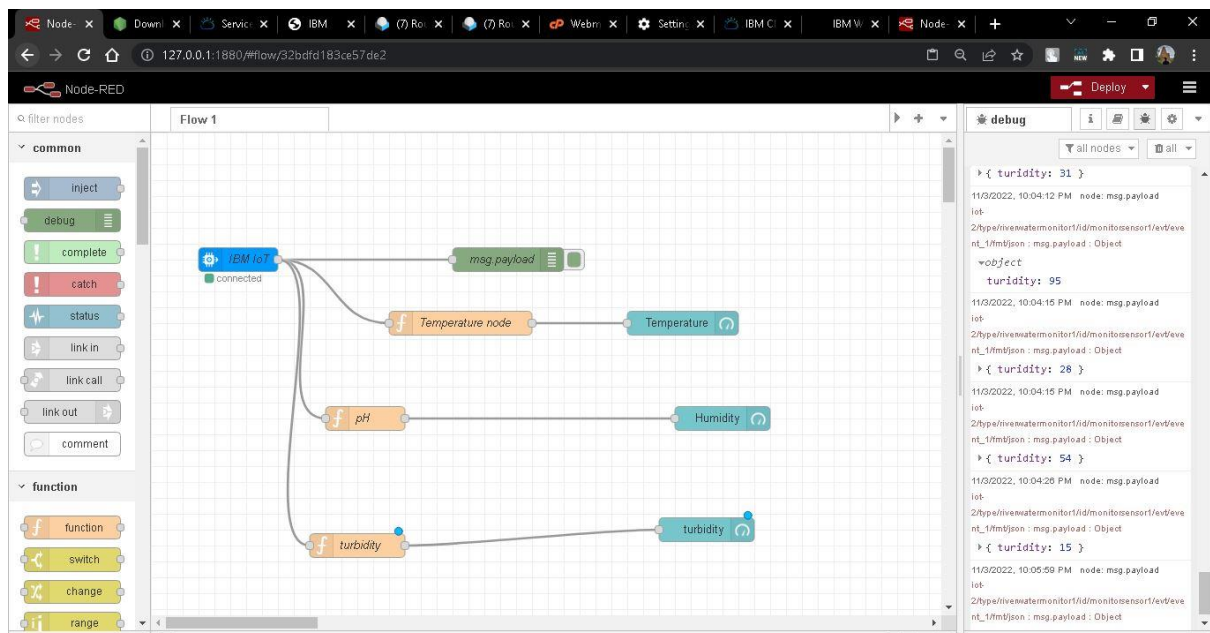 Node-
Downl
Service
IBM
(7) Rou
(7) Rou
Webm
Setting
IBM Cl
IBM W
Node-
127.0.0.1:1880/#flow/32bdfd183ce57de2
NEW
Node-RED
Deploy
filter nodes
Flow 1
debug
i
all nodes
all
common
inject
debug
complete
catch
status
link in
link call
link out
comment
function
function
switch
change
range
IBM IoT
connected
msg.payload
Temperature node
Temperature
pH
Humidity
turbidity
turbidity
{ turidity: 31 }
11/3/2022, 10:04:12 PM node: msg.payload
iot-
2/type/riverwatermonitor1/id/monitorsensor1/evt/eve
nt_1/fmt/json : msg.payload : Object
object
turidity: 95
11/3/2022, 10:04:15 PM node: msg.payload
iot-
2/type/riverwatermonitor1/id/monitorsensor1/evt/eve
nt_1/fmt/json : msg.payload : Object
{ turidity: 28 }
11/3/2022, 10:04:15 PM node: msg.payload
iot-
2/type/riverwatermonitor1/id/monitorsensor1/evt/eve
nt_1/fmt/json : msg.payload : Object
{ turidity: 54 }
11/3/2022, 10:04:26 PM node: msg.payload
iot-
2/type/riverwatermonitor1/id/monitorsensor1/evt/eve
nt_1/fmt/json : msg.payload : Object
{ turidity: 15 }
11/3/2022, 10:05:59 PM node: msg.payload
iot-
2/type/riverwatermonitor1/id/monitorsensor1/evt/eve
nt_1/fmt/json : msg.payload : Object